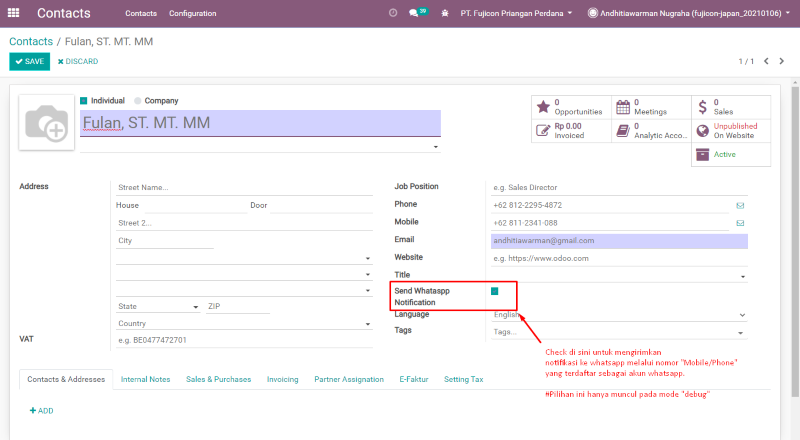 Contacts
Contacts
Configuration
39
PT. Fujicon Priangan Perdana
Andhitiawarman Nugraha (fujicon-japan_20210106)
Contacts / Fulan, ST. MT. MM
SAVE
DISCARD
1 / 1
Individual
Company
Fulan, ST. MT. MM
0
Opportunities
0
Meetings
0
Sales
Rp 0.00
Invoiced
0
Analytic Acco...
Unpublished
On Website
Active
Address
Street Name...
House
Door
Street 2...
City
State
ZIP
Country
VAT
e.g. BE0477472701
Job Position
e.g. Sales Director
Phone
+62 812-2295-4872
Mobile
+62 811-2341-088
Email
andhitiawarman@gmail.com
Website
e.g. https://www.odoo.com
Title
Send Whataspp
Notification
Language
English
Tags
Tags...
Check di sini untuk mengirimkan
notifikasi ke whatsapp melalui nomor "Mobile/Phone"
yang terdaftar sebagai akun whatsapp.
#Pilihan ini hanya muncul pada mode "debug"
Contacts & Addresses
Internal Notes
Sales & Purchases
Invoicing
Partner Assignation
E-Faktur
Setting Tax
+ ADD